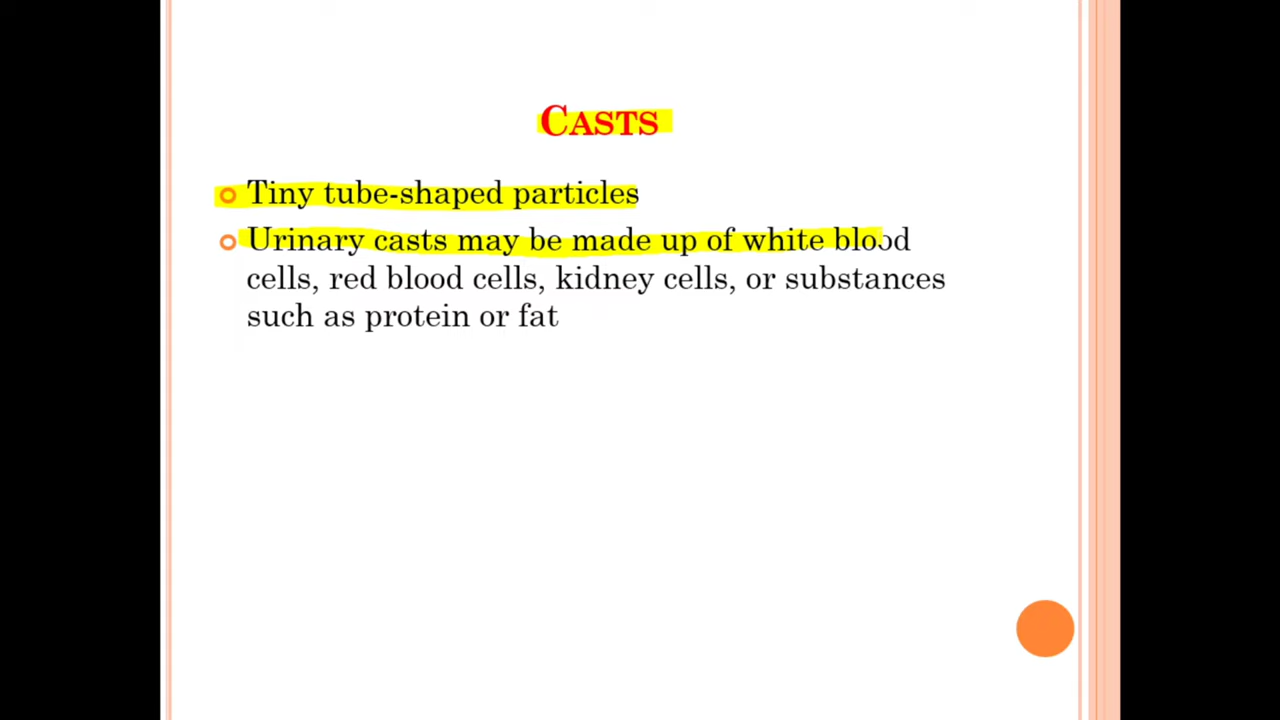 CASTS
Tiny tube-shaped particles
Urinary casts may be made up of white blood
cells, red blood cells, kidney cells, or substances
such as protein or fat